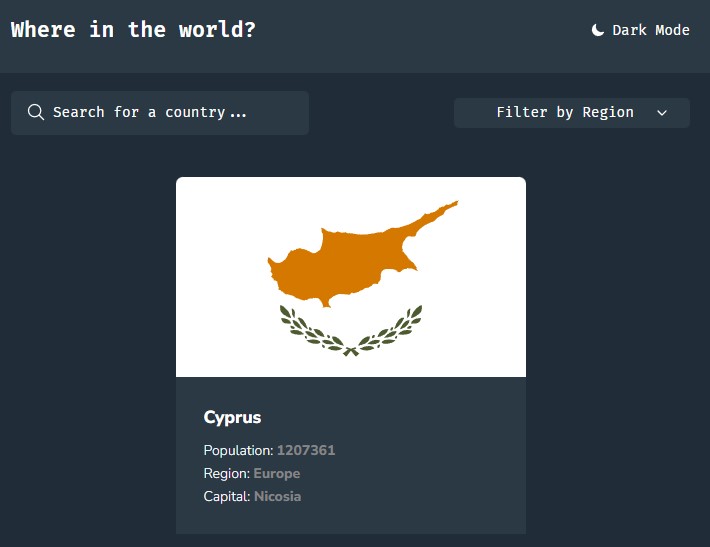 Where in the world?
Dark Mode
Search for a country...
Filter by Region
Cyprus
Population: 1207361
Region: Europe
Capital: Nicosia